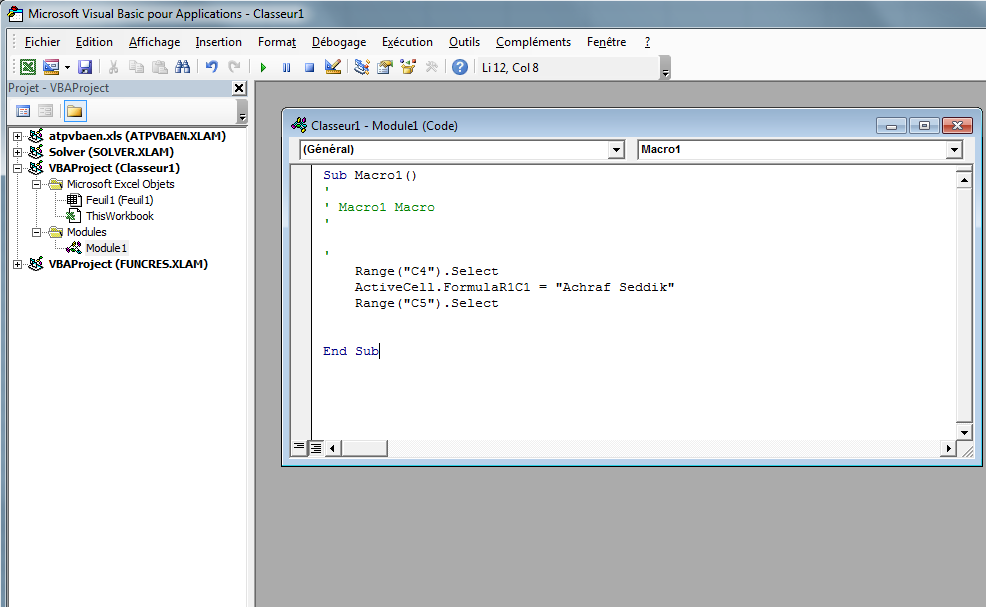 Microsoft Visual Basic pour Applications - Classeur1
Fichier Edition Affichage Insertion Format Débogage Exécution Outils Compléments Fenêtre ?
Li 12, Col 8
Projet - VBAProject
atpvbaen.xls (ATPVBAEN.XLAM)
Solver (SOLVER.XLAM)
VBAProject (Classeur1)
Microsoft Excel Objets
Feuil1 (Feuil1)
ThisWorkbook
Modules
Module1
VBAProject (FUNCRES.XLAM)
Classeur1 - Module1 (Code)
(Général) Macro1
Sub Macro1()
'
' Macro1 Macro
'
'
Range("C4").Select
ActiveCell.FormulaR1C1 = "Achraf Seddik"
Range("C5").Select
End Sub